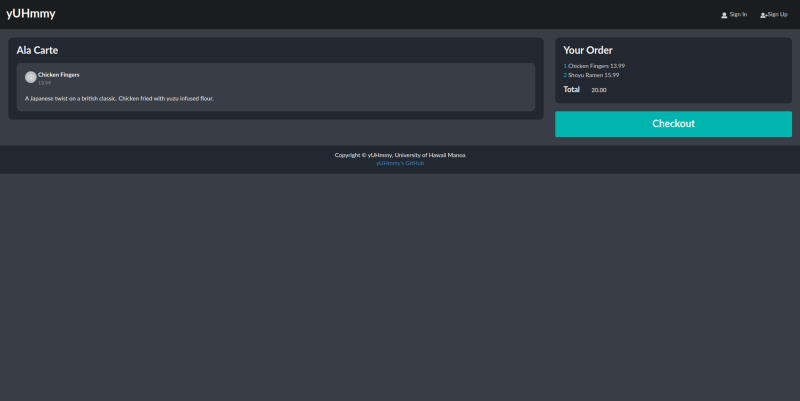 yUHmmy
Sign In
Sign Up
Ala Carte
Chicken Fingers
13.99
A Japanese twist on a british classic. Chicken fried with yuzu infused flour.
Your Order
1 Chicken Fingers 13.99
2 Shoyu Ramen 15.99
Total 20.00
Checkout
Copyright © yUHmmy, University of Hawaii Manoa
yUHmmy's GitHub